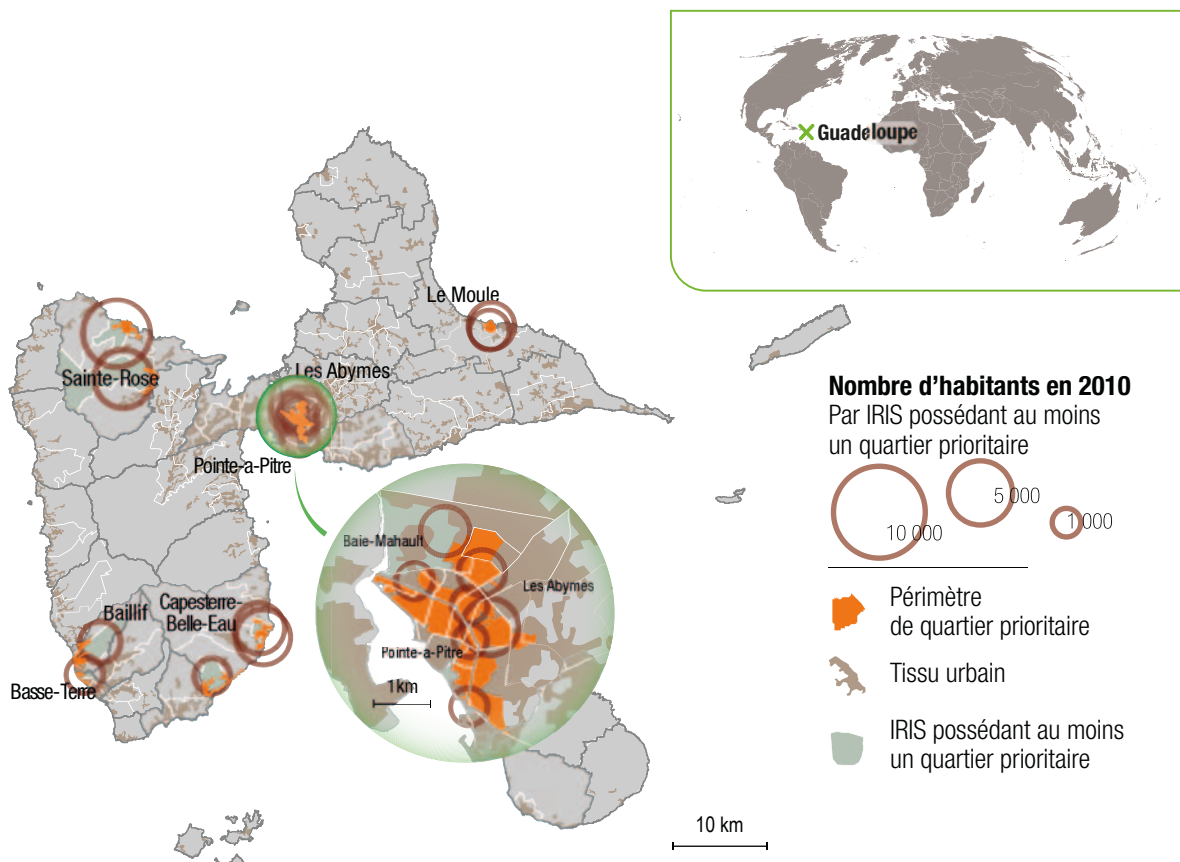 Guadeloupe
Le Moule
Sainte-Rose
Les Abymes
Pointe-a-Pitre
Baie-Mahault
Les Abymes
Pointe-a-Pitre
1km
Capesterre-
Belle-Eau
Baillif
Basse-Terre
10 km
Nombre d’habitants en 2010
Par IRIS possédant au moins
un quartier prioritaire
10 000
5 000
1 000
Périmètre
de quartier prioritaire
Tissu urbain
IRIS possédant au moins
un quartier prioritaire